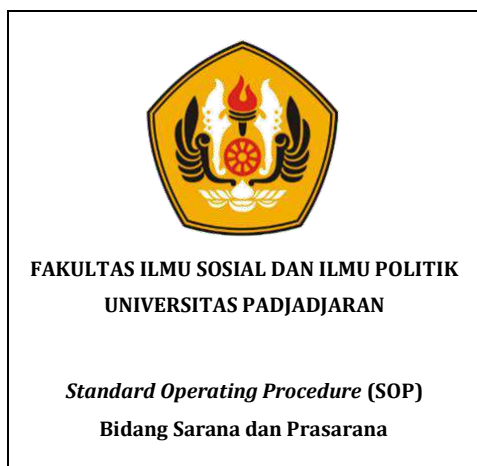 FAKULTAS ILMU SOSIAL DAN ILMU POLITIK
UNIVERSITAS PADJADJARAN
Standard Operating Procedure (SOP)
Bidang Sarana dan Prasarana